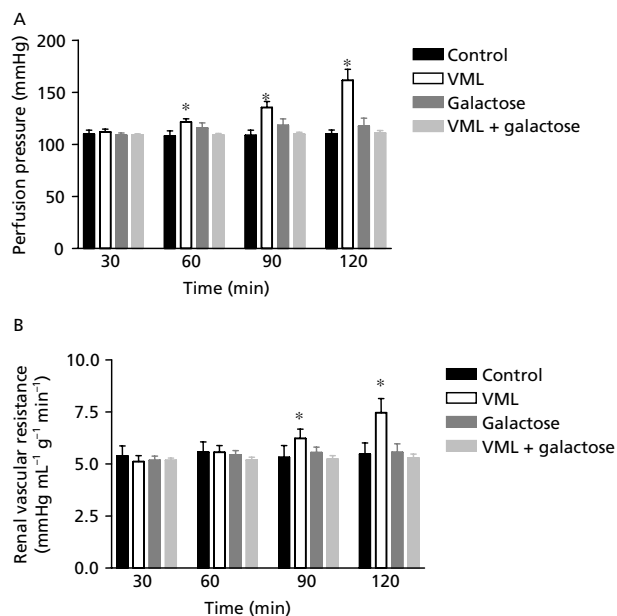 A
Perfusion pressure (mmHg)
200
150
100
50
0
*
*
*
30 60 90 120
Time (min)
Control
VML
Galactose
VML + galactose
B
Renal vascular resistance
(mmHg mL⁻¹ g⁻¹ min⁻¹)
10.0
7.5
5.0
2.5
0.0
*
*
30 60 90 120
Time (min)
Control
VML
Galactose
VML + galactose